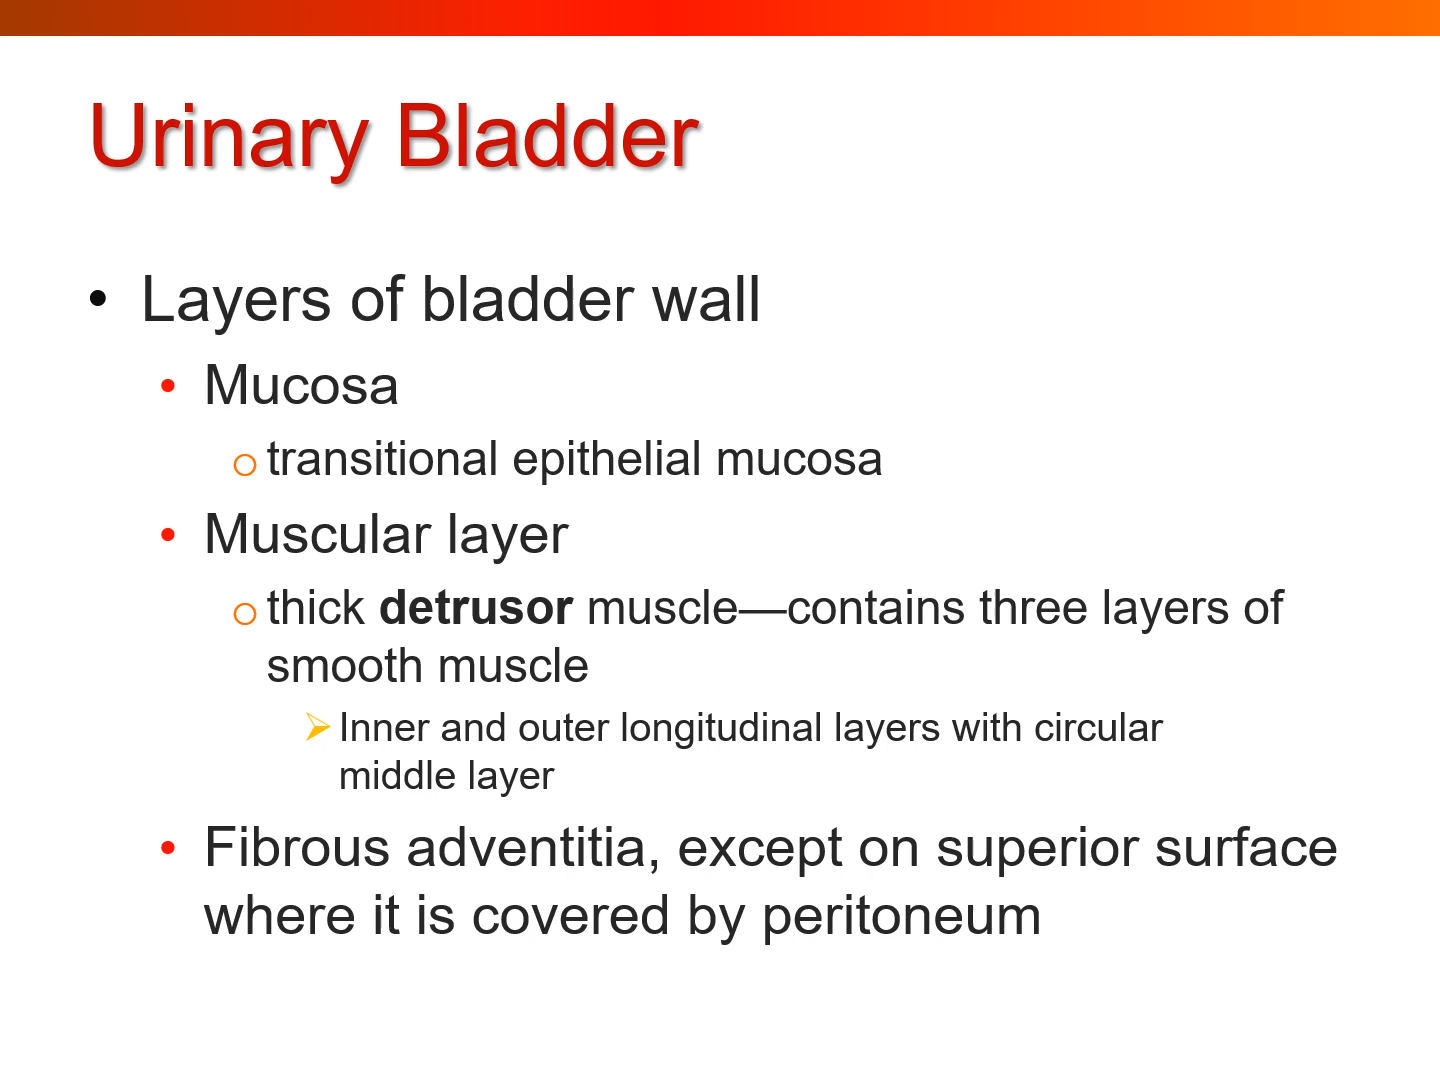 Urinary Bladder
• Layers of bladder wall
• Mucosa
o transitional epithelial mucosa
• Muscular layer
o thick detrusor muscle—contains three layers of
smooth muscle
➢ Inner and outer longitudinal layers with circular
middle layer
• Fibrous adventitia, except on superior surface
where it is covered by peritoneum